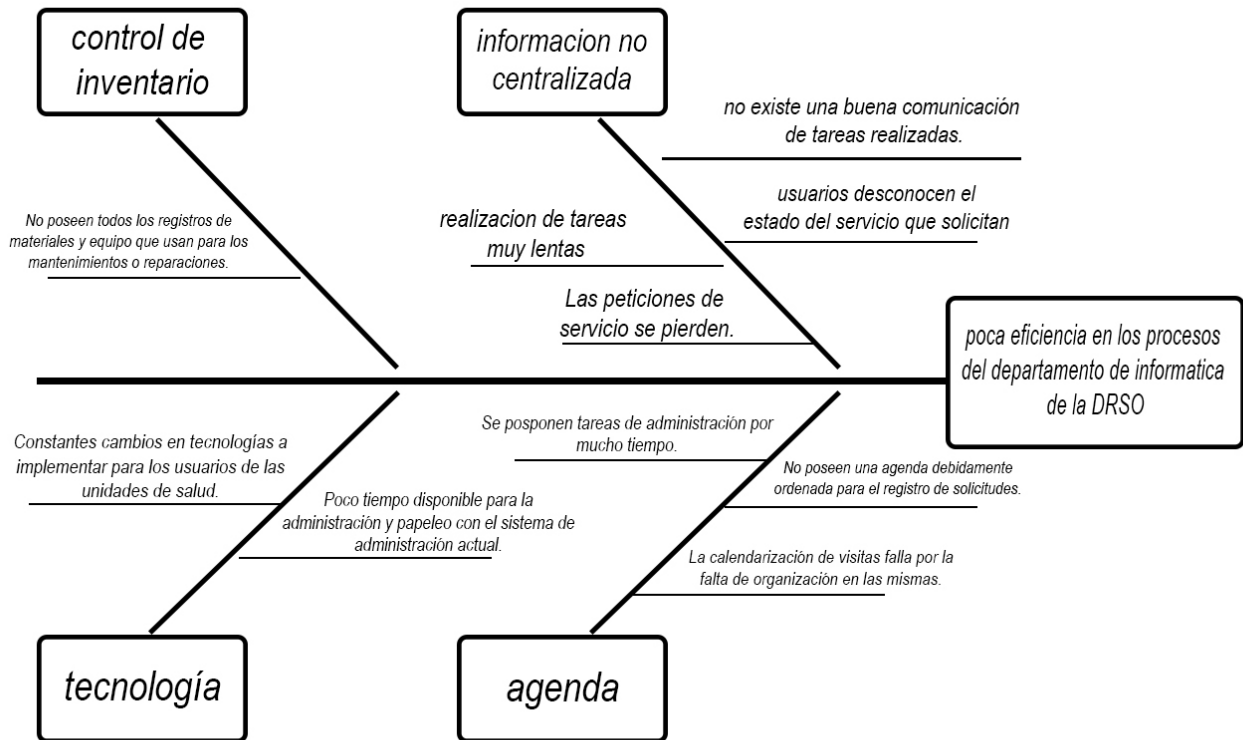 control de
inventario
informacion no
centralizada
no existe una buena comunicación
de tareas realizadas.
usuarios desconocen el
estado del servicio que solicitan
No poseen todos los registros de
materiales y equipo que usan para los
mantenimientos o reparaciones.
realizacion de tareas
muy lentas
Las peticiones de
servicio se pierden.
poca eficiencia en los procesos
del departamento de informatica
de la DRSO
Constantes cambios en tecnologías a
implementar para los usuarios de las
unidades de salud.
Poco tiempo disponible para la
administración y papeleo con el sistema de
administración actual.
Se posponen tareas de administración por
mucho tiempo.
No poseen una agenda debidamente
ordenada para el registro de solicitudes.
La calendarización de visitas falla por la
falta de organización en las mismas.
tecnología
agenda